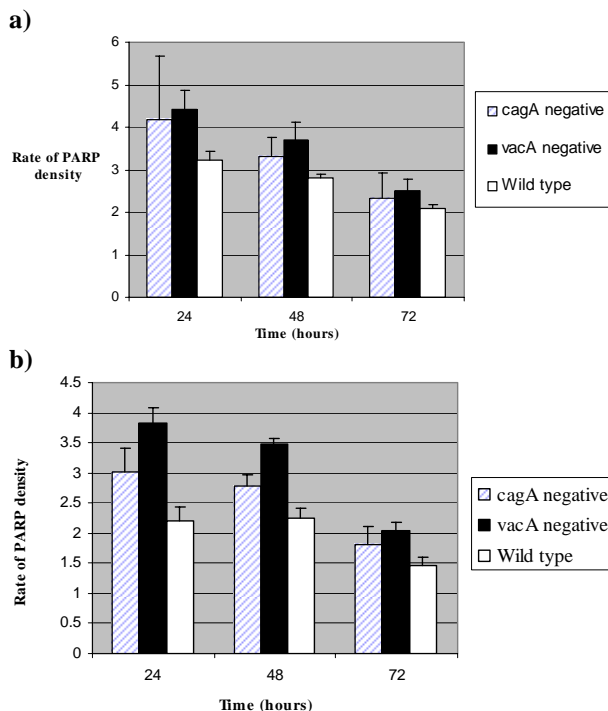 a)
6
5
4
3
2
1
0
Rate of PARP
density
24
48
72
Time (hours)
cagA negative
vacA negative
Wild type
b)
4.5
4
3.5
3
2.5
2
1.5
1
0.5
0
Rate of PARP density
24
48
72
Time (hours)
cagA negative
vacA negative
Wild type